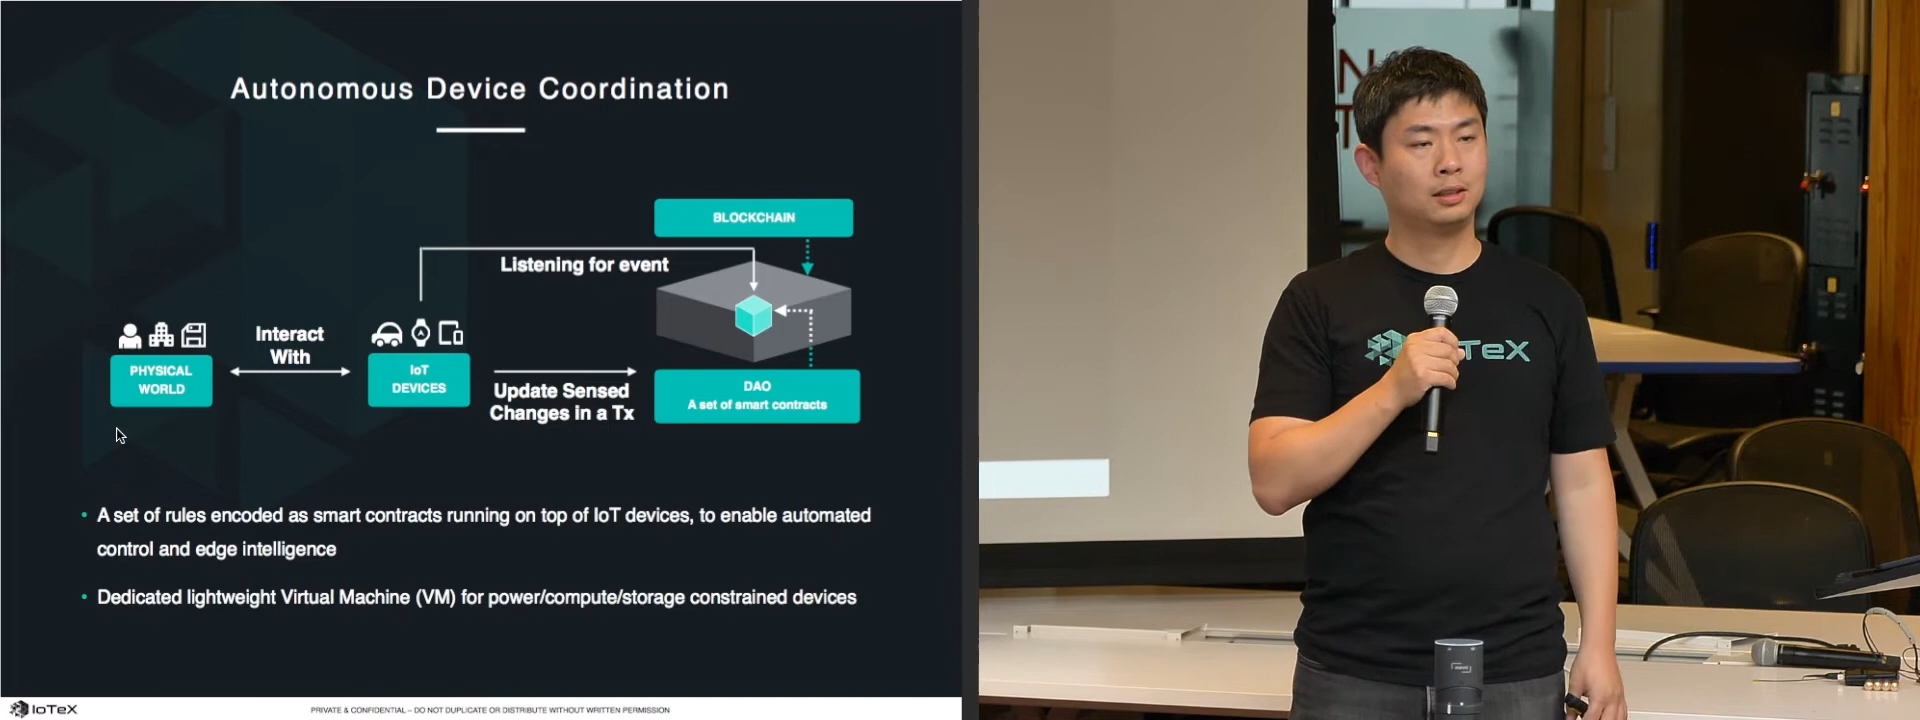 Autonomous Device Coordination
BLOCKCHAIN
Listening for event
Interact
With
PHYSICAL
WORLD
IoT
DEVICES
Update Sensed
Changes in a Tx
DAO
A set of smart contracts
• A set of rules encoded as smart contracts running on top of IoT devices, to enable automated
control and edge intelligence
• Dedicated lightweight Virtual Machine (VM) for power/compute/storage constrained devices
IoTeX
PRIVATE & CONFIDENTIAL – DO NOT DUPLICATE OR DISTRIBUTE WITHOUT WRITTEN PERMISSION
N
T
TeX